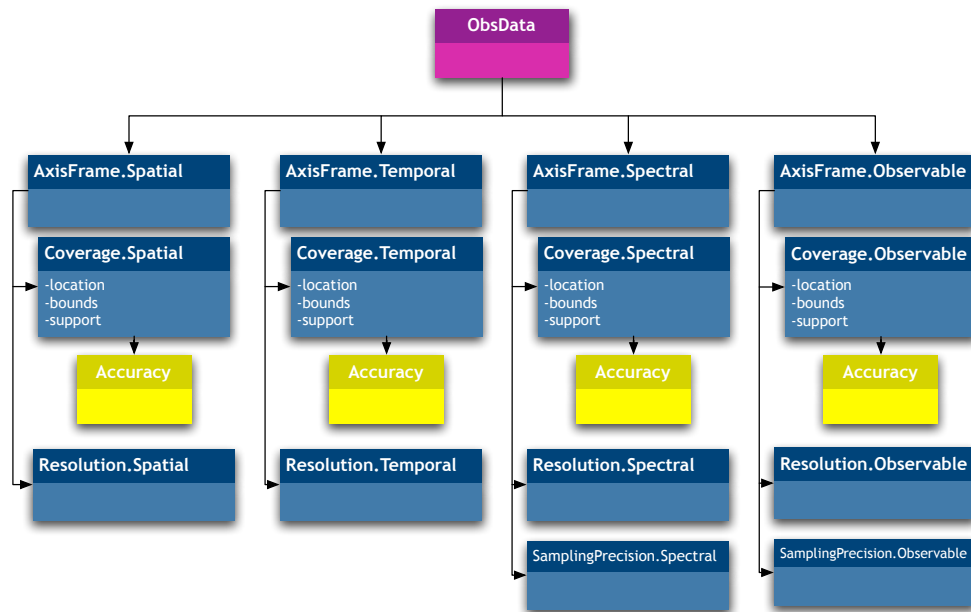 ObsData
AxisFrame.Spatial
Coverage.Spatial
-location
-bounds
-support
Accuracy
Resolution.Spatial
AxisFrame.Temporal
Coverage.Temporal
-location
-bounds
-support
Accuracy
Resolution.Temporal
AxisFrame.Spectral
Coverage.Spectral
-location
-bounds
-support
Accuracy
Resolution.Spectral
SamplingPrecision.Spectral
AxisFrame.Observable
Coverage.Observable
-location
-bounds
-support
Accuracy
Resolution.Observable
SamplingPrecision.Observable